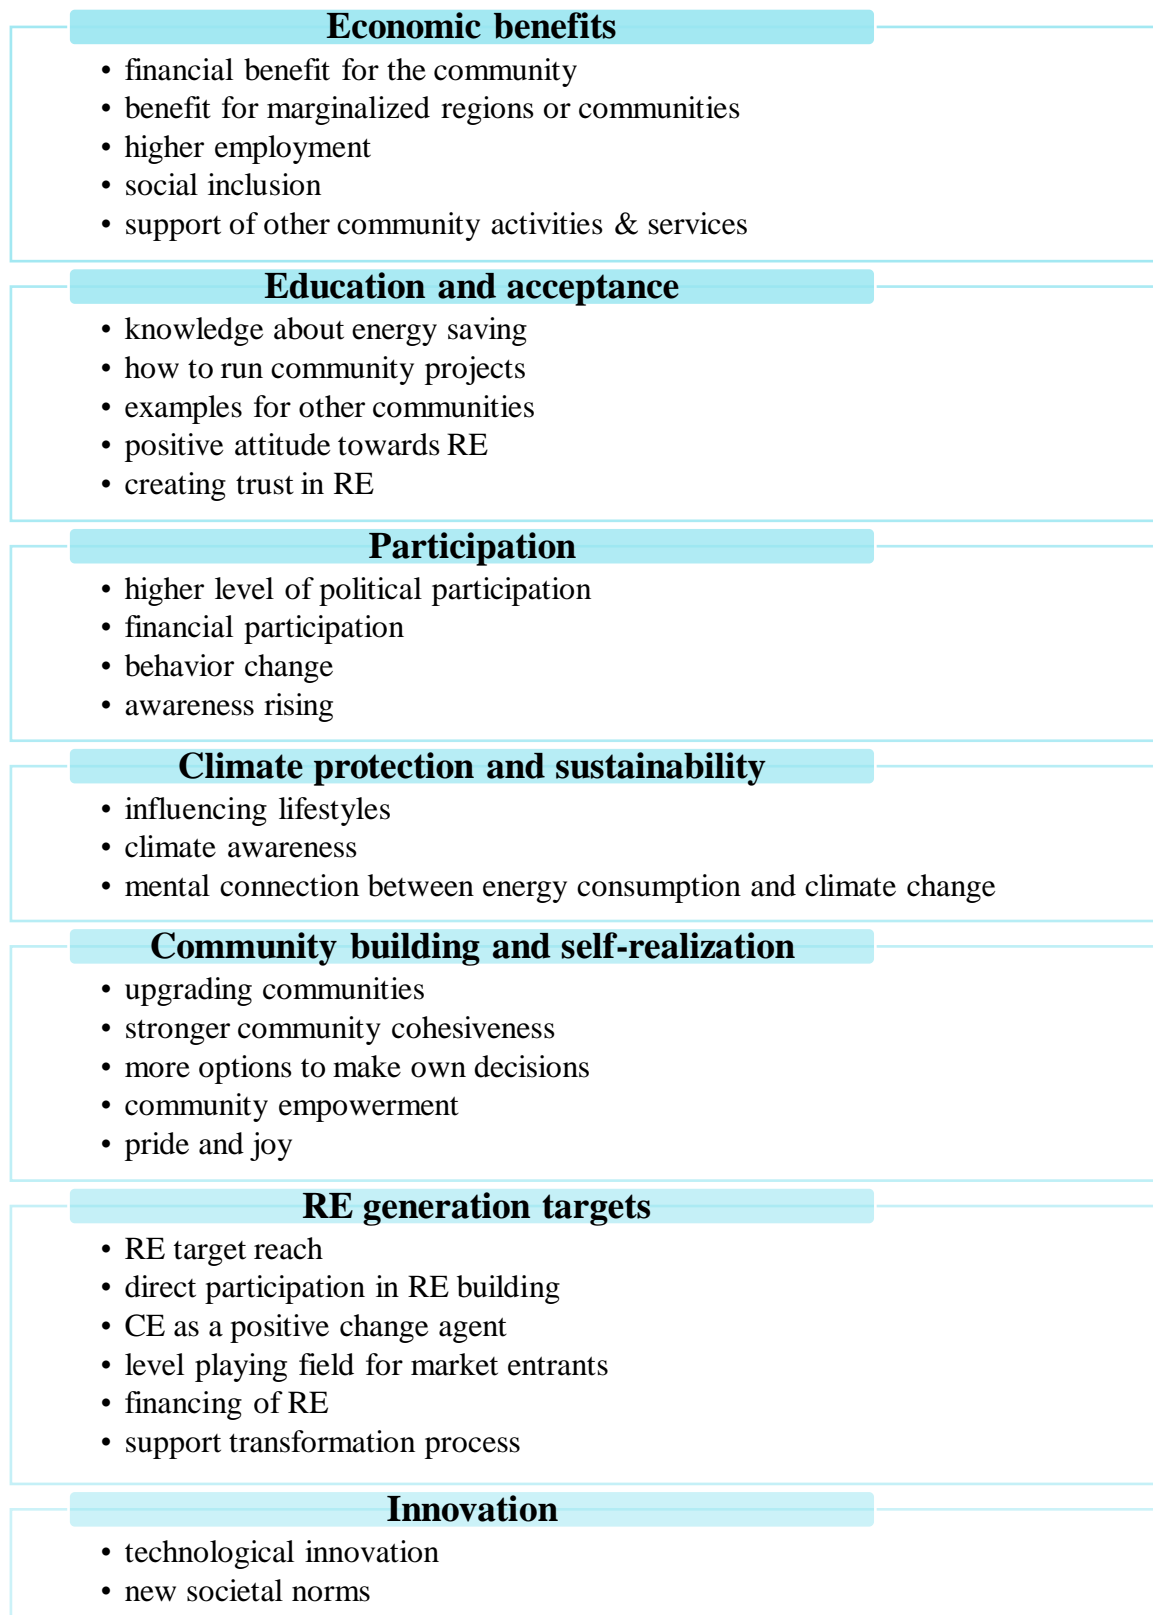 Economic benefits
• financial benefit for the community
• benefit for marginalized regions or communities
• higher employment
• social inclusion
• support of other community activities & services
Education and acceptance
• knowledge about energy saving
• how to run community projects
• examples for other communities
• positive attitude towards RE
• creating trust in RE
Participation
• higher level of political participation
• financial participation
• behavior change
• awareness rising
Climate protection and sustainability
• influencing lifestyles
• climate awareness
• mental connection between energy consumption and climate change
Community building and self-realization
• upgrading communities
• stronger community cohesiveness
• more options to make own decisions
• community empowerment
• pride and joy
RE generation targets
• RE target reach
• direct participation in RE building
• CE as a positive change agent
• level playing field for market entrants
• financing of RE
• support transformation process
Innovation
• technological innovation
• new societal norms